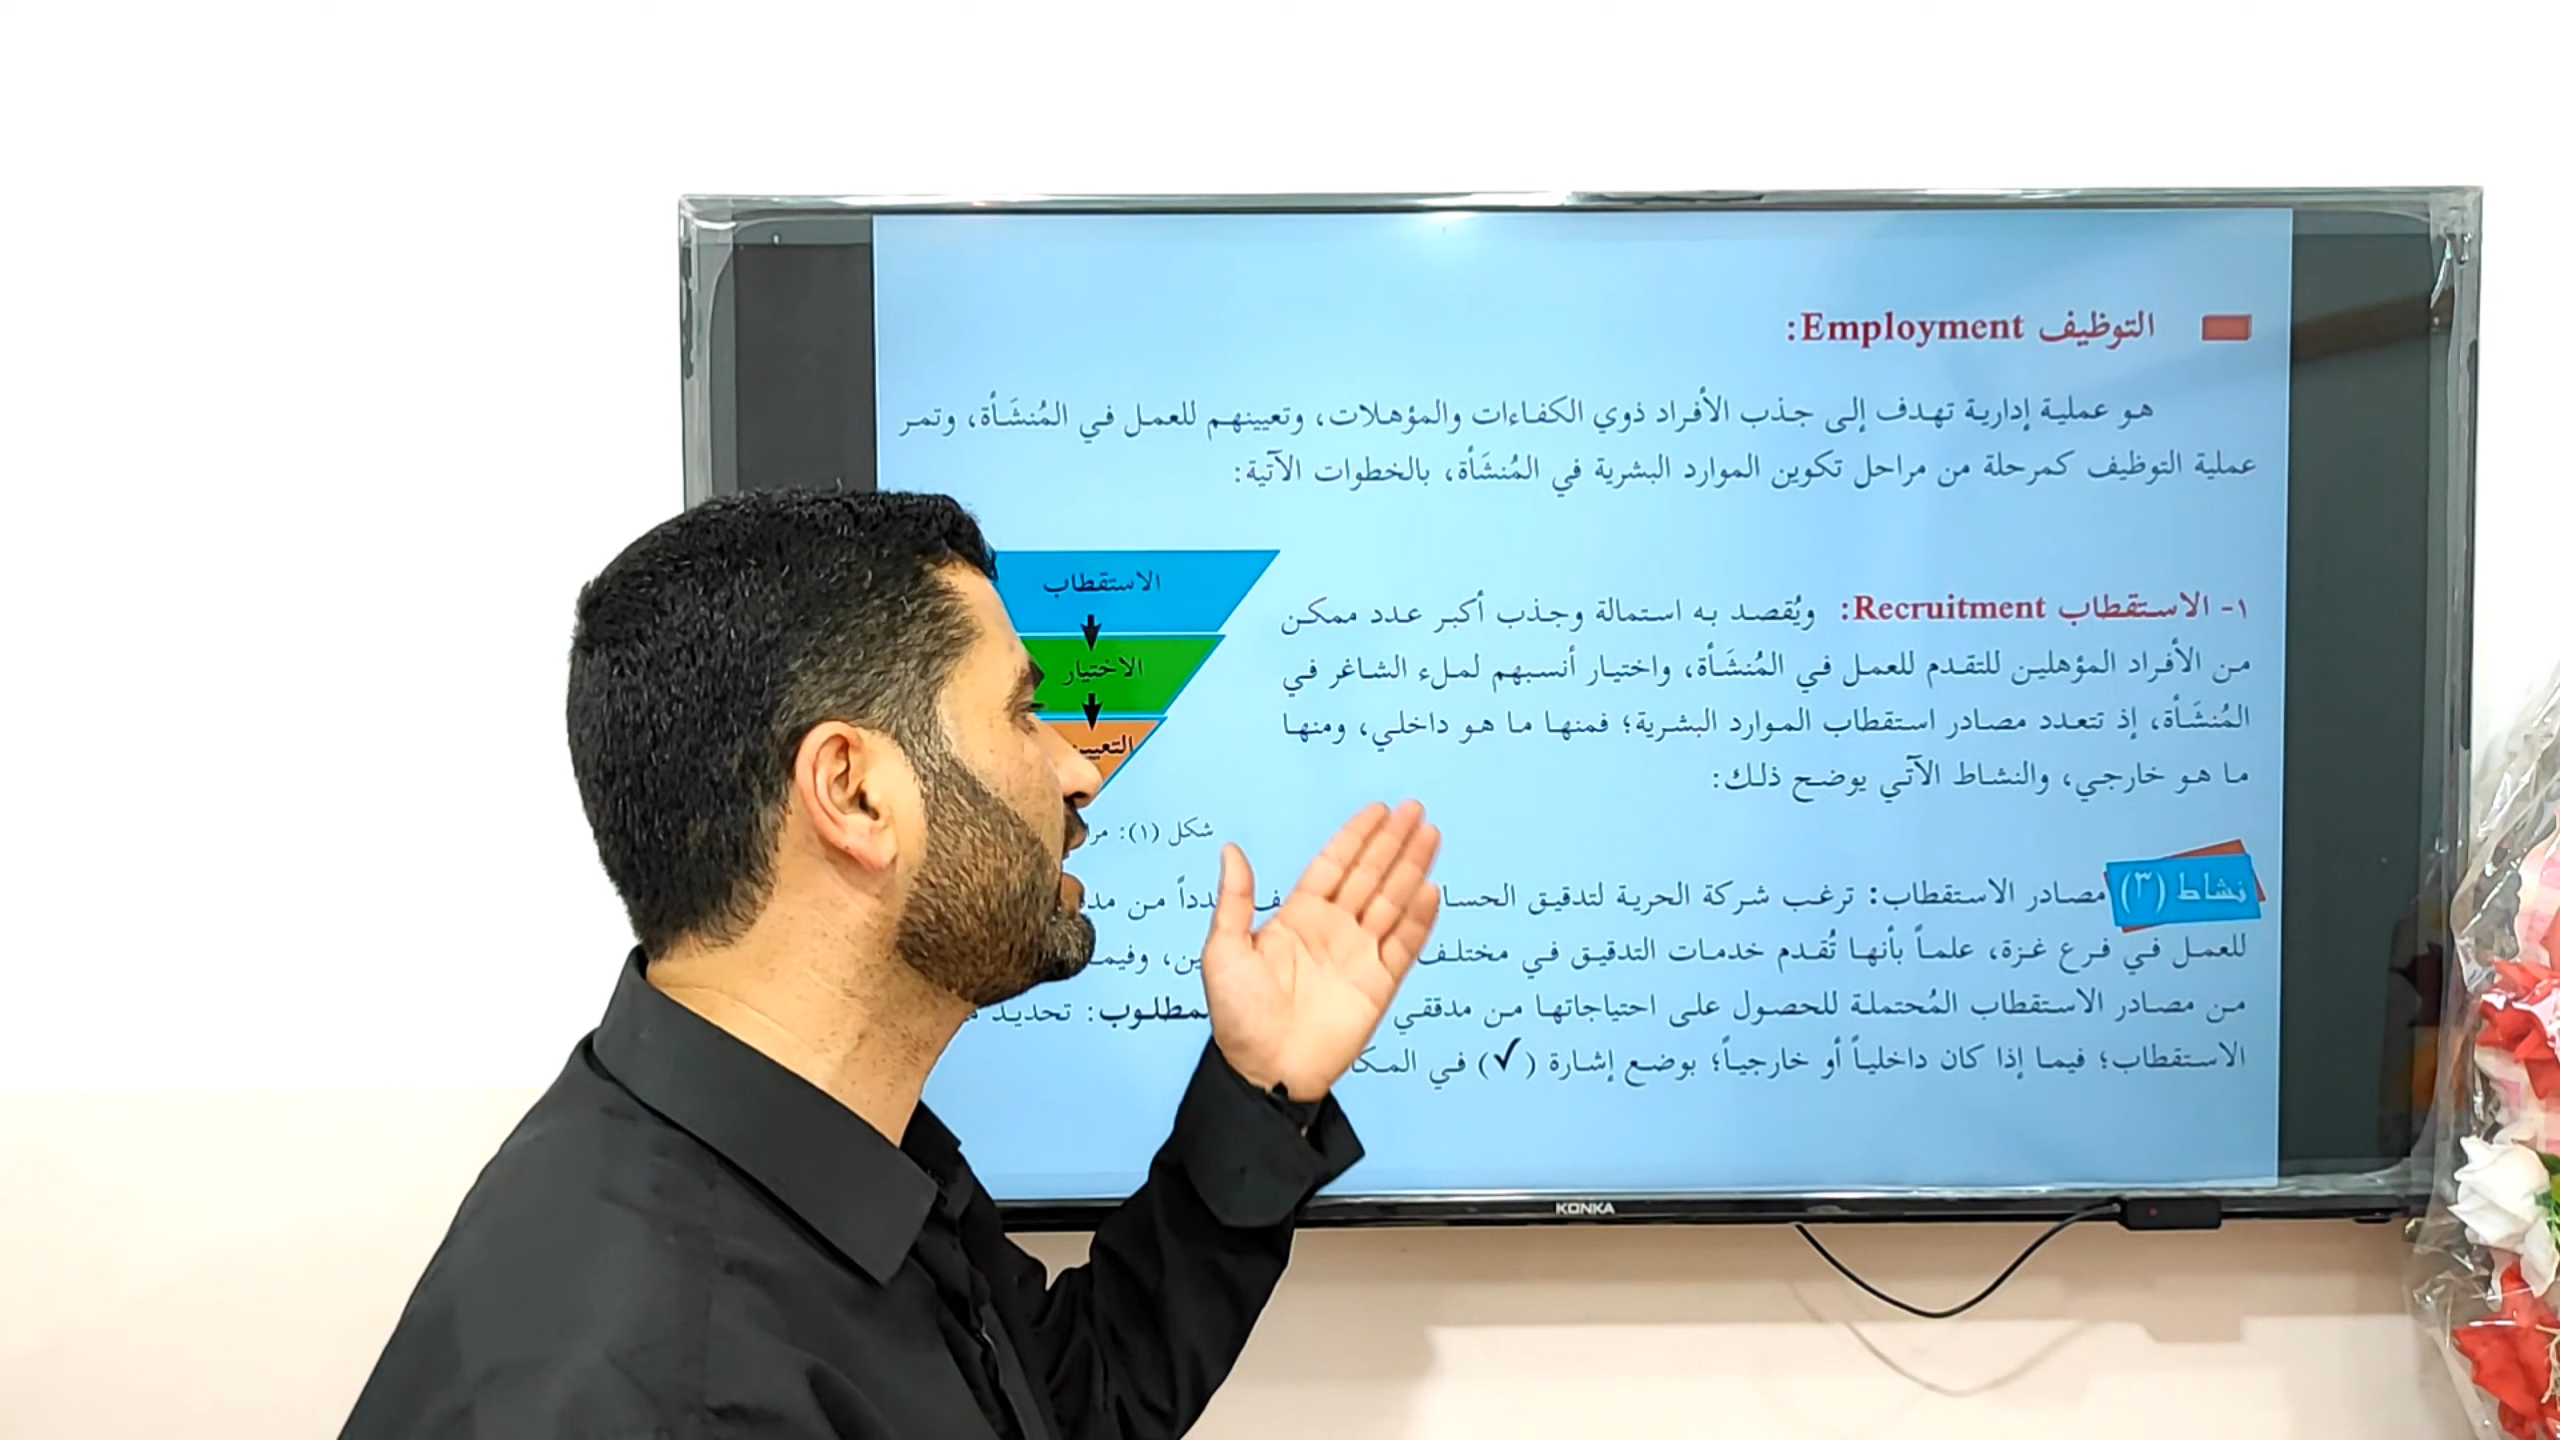 التوظيف Employment:
هو عملية إدارية تهدف إلى جذب الأفراد ذوي الكفاءات والمؤهلات، وتعيينهم للعمل في المُنشَأة، وتمر
عملية التوظيف كمرحلة من مراحل تكوين الموارد البشرية في المُنشَأة، بالخطوات الآتية:
١- الاستقطاب Recruitment: ويُقصد به استمالة وجذب أكبر عدد ممكن
من الأفراد المؤهلين للتقدم للعمل في المُنشَأة، واختيار أنسبهم لملء الشاغر في
المُنشَأة، إذ تتعدد مصادر استقطاب الموارد البشرية؛ فمنها ما هو داخلي، ومنها
ما هو خارجي، والنشاط الآتي يوضح ذلك:
الاستقطاب
الاختيار
التعيين
شكل (١):
نشاط (٣) مصادر الاستقطاب: ترغب شركة الحرية لتدقيق من
للعمل في فرع غزة، علماً بأنها تُقدم خدمات التدقيق في مختلف وفيما
من مصادر الاستقطاب المُحتملة للحصول على احتياجاتها من مدققي المطلوب: تحديد
الاستقطاب؛ فيما إذا كان داخلياً أو خارجياً؛ بوضع إشارة (✓) في
KONKA